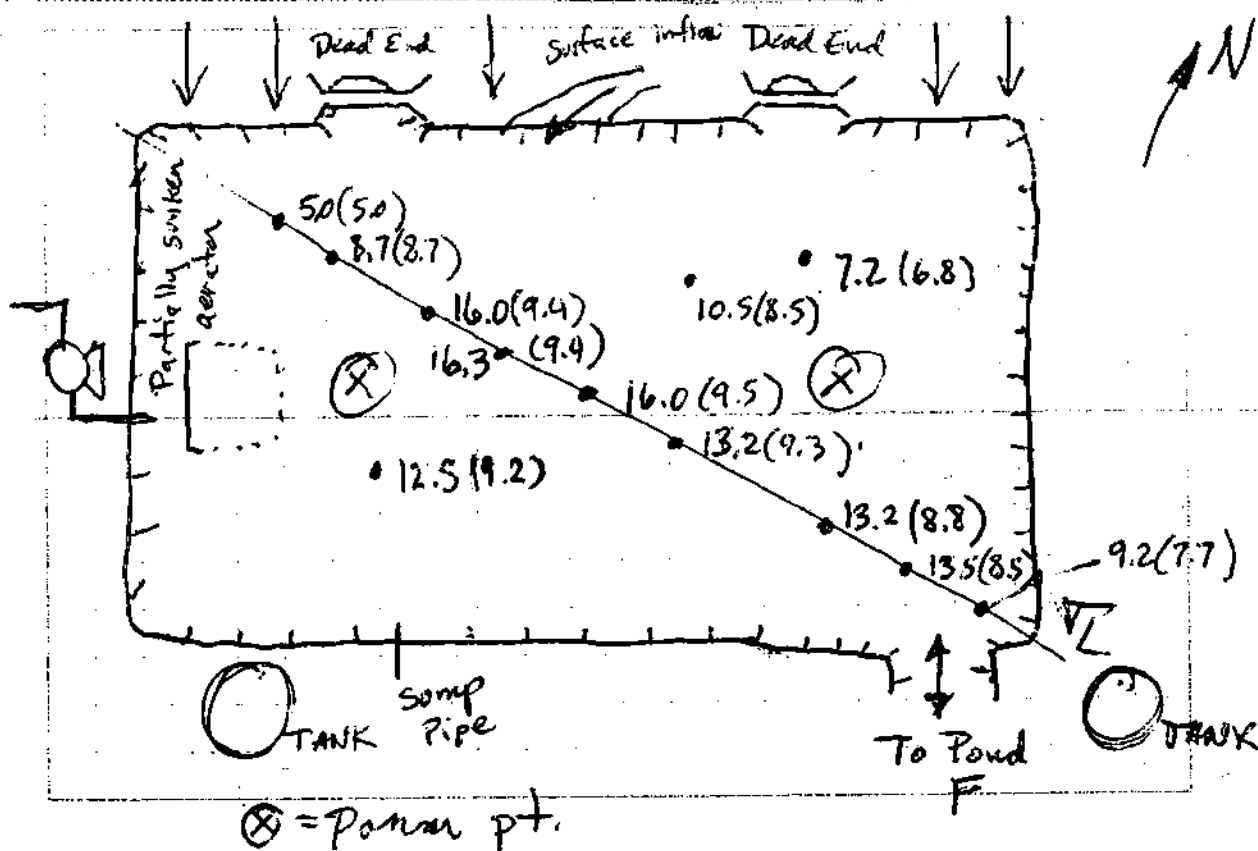 Dead End
Surface inflow
Dead End
N
Partially sunken
aerator
5.0(5.0)
8.7(8.7)
7.2 (6.8)
10.5(8.5)
16.0(9.4)
16.3 (9.4)
16.0 (9.5)
13.2(9.3)
12.5 (9.2)
13.2 (8.8)
13.5(8.5)
9.2(7.7)
TANK
Somp
Pipe
To Pond
F
TANK
⊗ = Ponar pt.